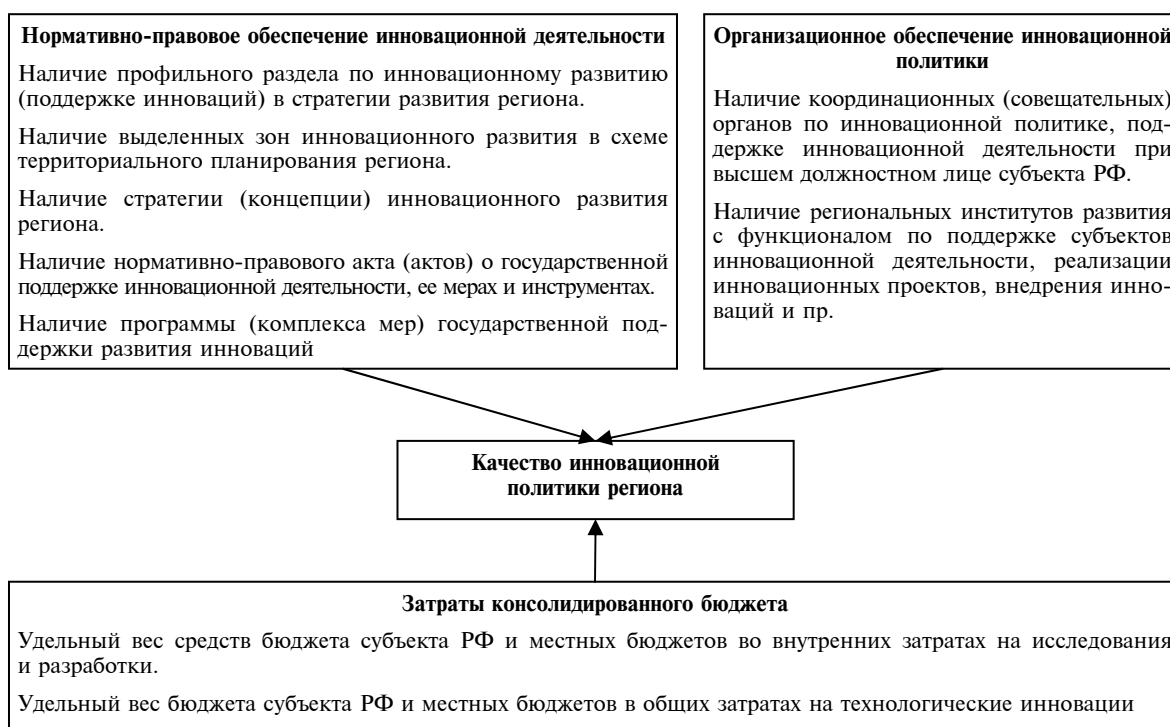 Нормативно-правовое обеспечение инновационной деятельности
Наличие профильного раздела по инновационному развитию
(поддержке инноваций) в стратегии развития региона.
Наличие выделенных зон инновационного развития в схеме
территориального планирования региона.
Наличие стратегии (концепции) инновационного развития
региона.
Наличие нормативно-правового акта (актов) о государственной
поддержке инновационной деятельности, ее мерах и инструментах.
Наличие программы (комплекса мер) государственной под-
держки развития инноваций
Организационное обеспечение инновационной
политики
Наличие координационных (совещательных)
органов по инновационной политике, под-
держке инновационной деятельности при
высшем должностном лице субъекта РФ.
Наличие региональных институтов развития
с функционалом по поддержке субъектов
инновационной деятельности, реализации
инновационных проектов, внедрения инно-
ваций и пр.
Качество инновационной
политики региона
Затраты консолидированного бюджета
Удельный вес средств бюджета субъекта РФ и местных бюджетов во внутренних затратах на исследования
и разработки.
Удельный вес бюджета субъекта РФ и местных бюджетов в общих затратах на технологические инновации